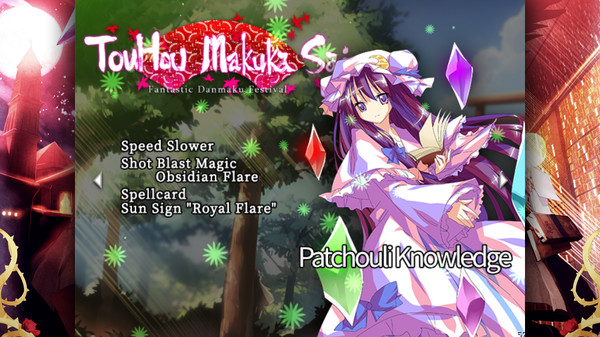 TouHou Makuka Sai
Fantastic Danmaku Festival
Speed Slower
Shot Blast Magic
Obsidian Flare
Spellcard
Sun Sign "Royal Flare"
Patchouli Knowledge